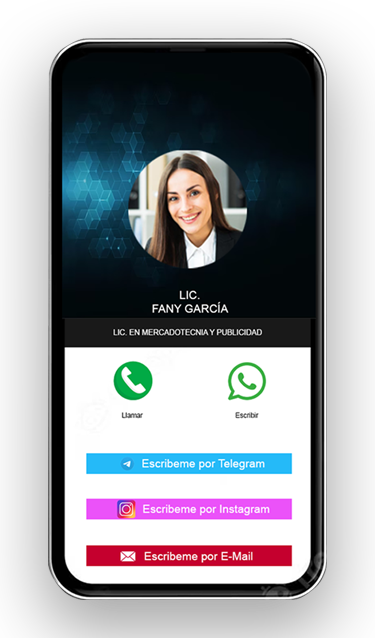 LIC.
FANY GARCÍA
LIC. EN MERCADOTECNIA Y PUBLICIDAD
Llamar
Escribir
Escribeme por Telegram
Escribeme por Instagram
Escribeme por E-Mail